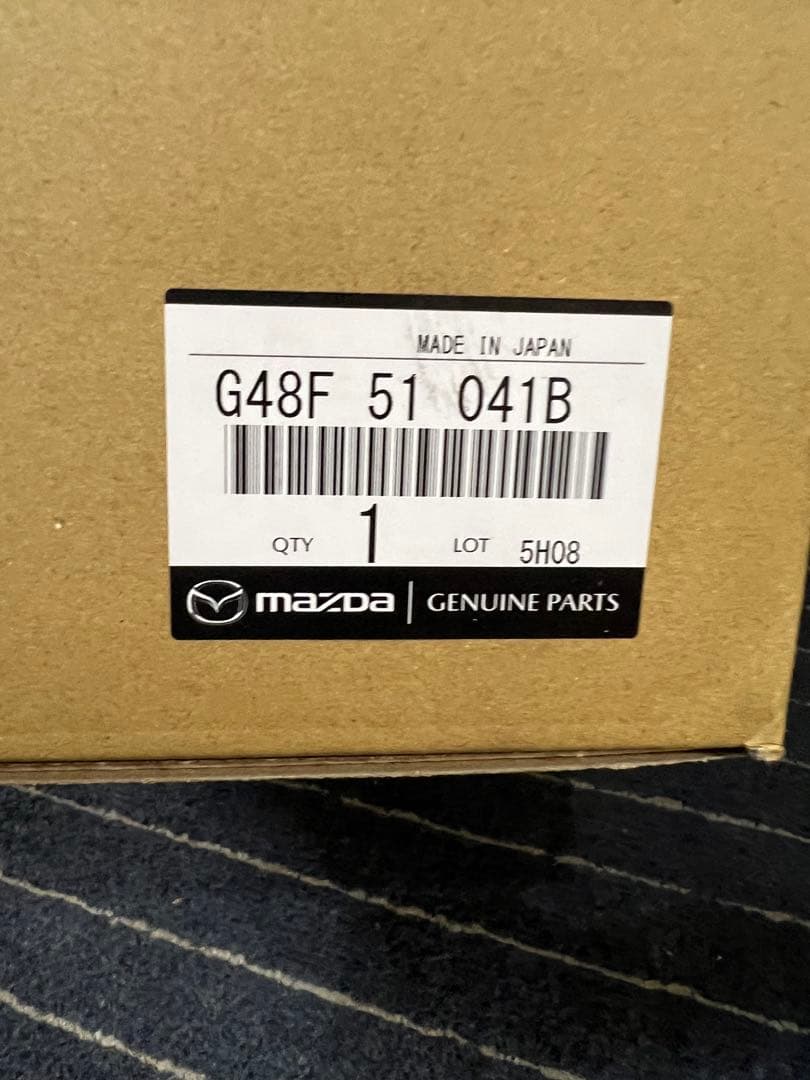 MADE IN JAPAN
G48F 51 041B
QTY 1 LOT 5H08
mazda | GENUINE PARTS